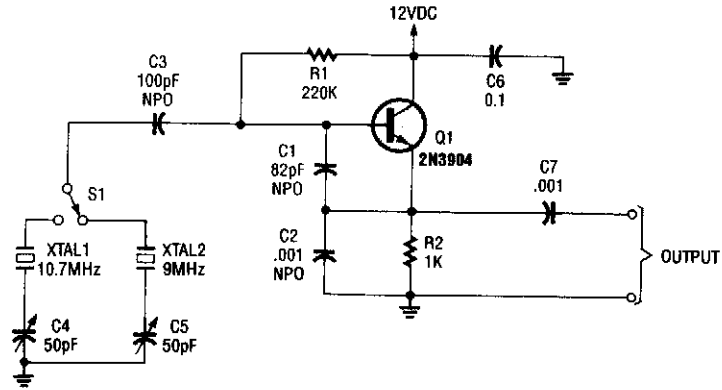 12VDC
C3
100pF
NPO
R1
220K
C6
0.1
Q1
2N3904
C1
82pF
NPO
C7
.001
S1
XTAL1
10.7MHz
XTAL2
9MHz
C2
.001
NPO
R2
1K
OUTPUT
C4
50pF
C5
50pF